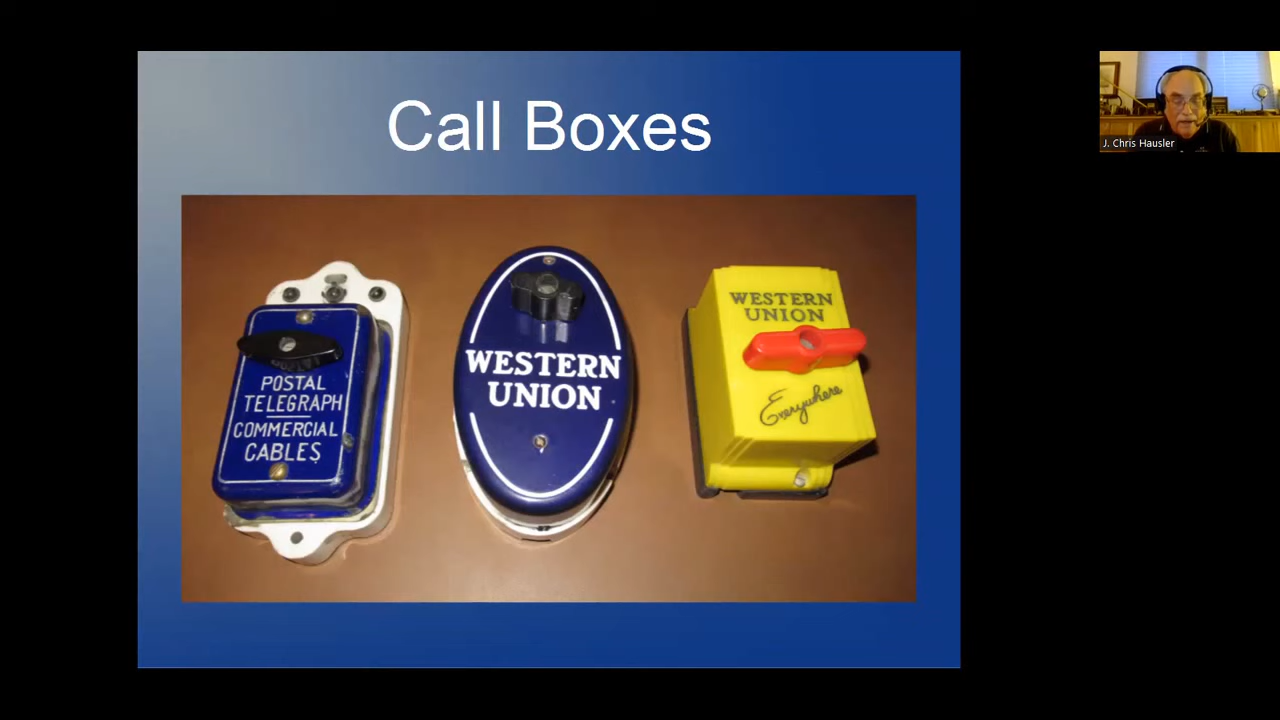 Call Boxes
POSTAL
TELEGRAPH
COMMERCIAL
CABLES
WESTERN
UNION
WESTERN
UNION
Everywhere
J. Chris Hausler